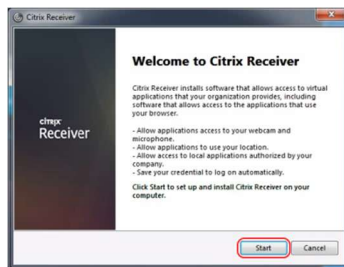 Citrix Receiver
Welcome to Citrix Receiver
Citrix Receiver installs software that allows access to virtual
applications that your organization provides, including
software that allows access to the applications that use
your browser.
citrix
Receiver
- Allow applications access to your webcam and
microphone.
- Allow applications to use your location.
- Allow access to local applications authorized by your
company.
- Save your credential to log on automatically.
Click Start to set up and install Citrix Receiver on your
computer.
Start
Cancel